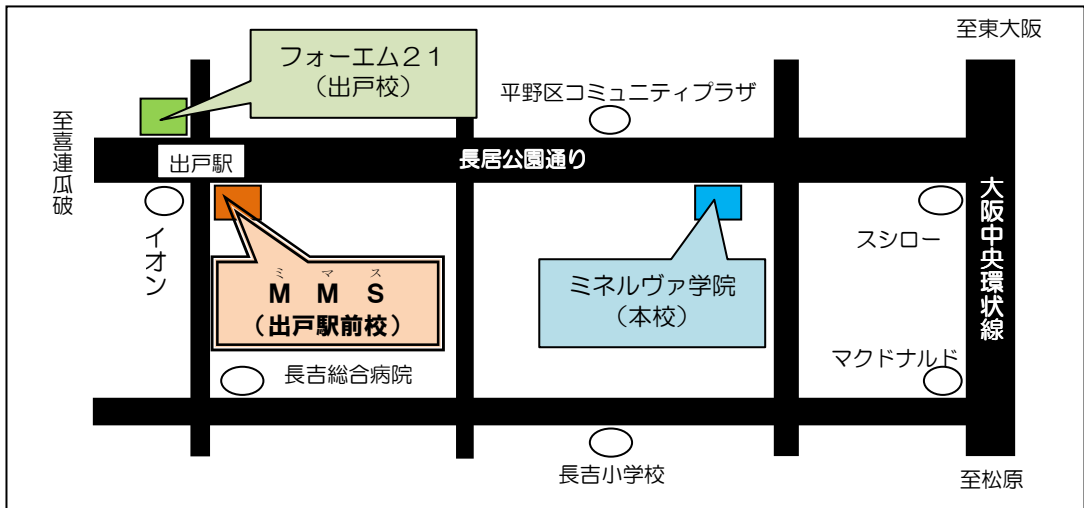 至東大阪
フォーエム２１
（出戸校）
平野区コミュニティプラザ
至喜連瓜破
出戸駅
長居公園通り
イオン
スシロー
大阪中央環状線
ミ マ ス
M M S
（出戸駅前校）
ミネルヴァ学院
（本校）
マクドナルド
長吉総合病院
長吉小学校
至松原